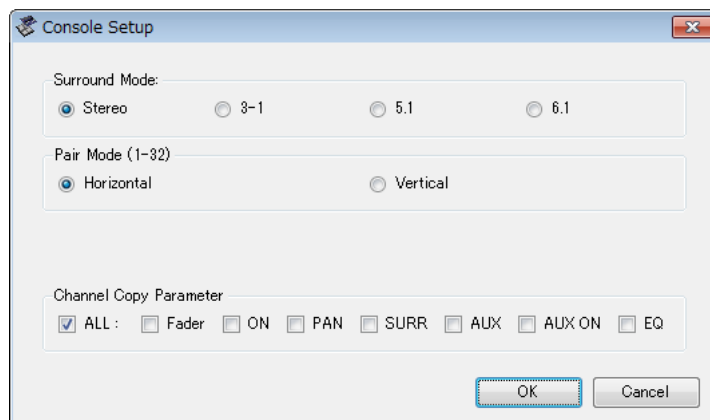 Console Setup
Surround Mode:
Stereo 3-1 5.1 6.1
Pair Mode (1-32)
Horizontal Vertical
Channel Copy Parameter
ALL : Fader ON PAN SURR AUX AUX ON EQ
OK Cancel